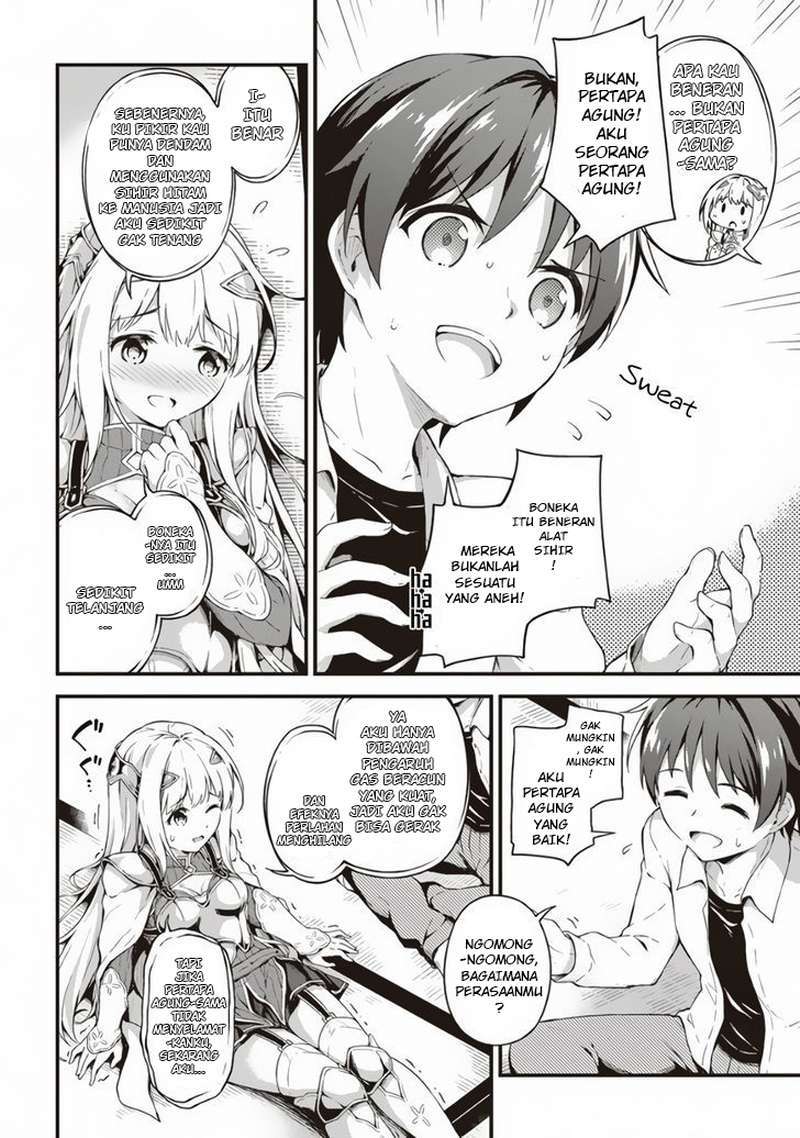 APA KAU
BENERAN
... BUKAN
PERTAPA
AGUNG
-SAMA?
BUKAN,
PERTAPA
AGUNG!
AKU
SEORANG
PERTAPA
AGUNG!
Sweat
BONEKA
ITU BENERAN
ALAT
SIHIR
!
MEREKA
BUKANLAH
SESUATU
YANG ANEH!
ha
ha
ha
I-
ITU
BENAR
SEBENERNYA,
KU PIKIR KAU
PUNYA DENDAM
DAN
MENGGUNAKAN
SIHIR HITAM
KE MANUSIA JADI
AKU SEDIKIT
GAK TENANG
BONEKA
-NYA ITU
SEDIKIT
...
UMM
SEDIKIT
TELANJANG
...
GAK
MUNGKIN
, GAK
MUNGKIN
!
AKU
PERTAPA
AGUNG
YANG
BAIK!
NGOMONG
-NGOMONG,
BAGAIMANA
PERASAANMU
?
YA
AKU HANYA
DIBAWAH
PENGARUH
GAS BERACUN
YANG KUAT,
JADI AKU GAK
BISA GERAK
DAN
EFEKNYA
PERLAHAN
MENGHILANG
TAPI
JIKA
PERTAPA
AGUNG-SAMA
TIDAK
MENYELAMAT
-KANKU,
SEKARANG
AKU...